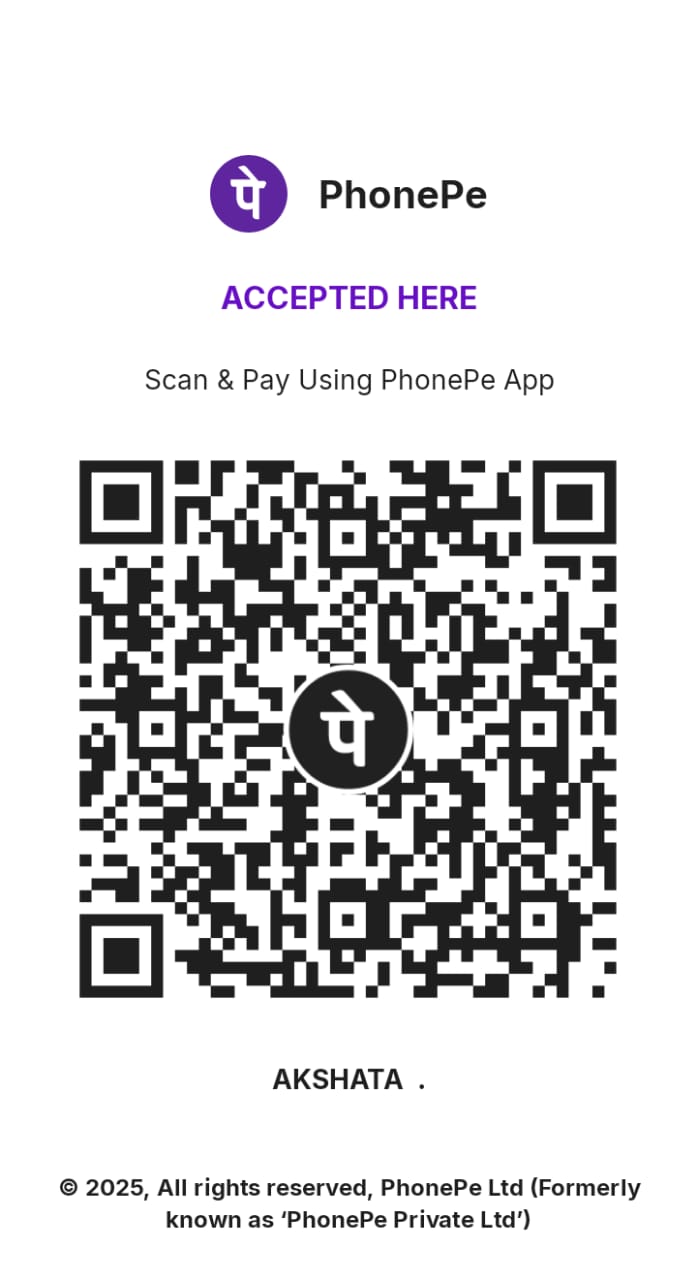 पे PhonePe
ACCEPTED HERE
Scan & Pay Using PhonePe App
पे
AKSHATA .
© 2025, All rights reserved, PhonePe Ltd (Formerly
known as ‘PhonePe Private Ltd’)